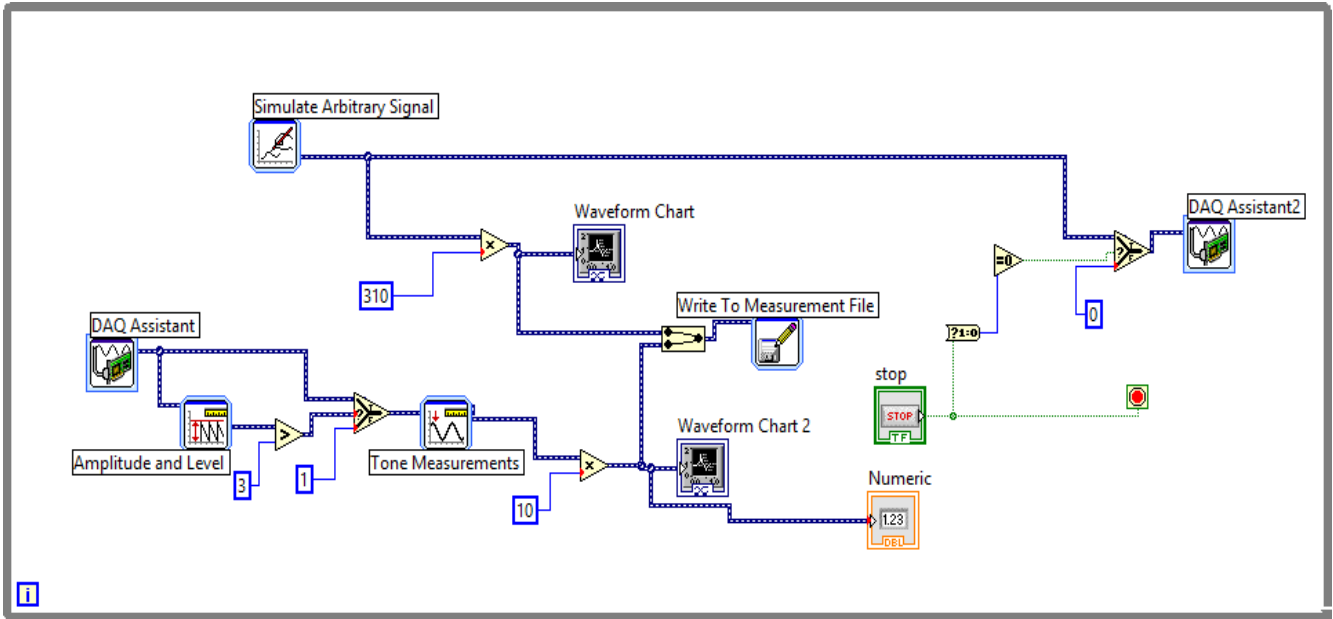 Simulate Arbitrary Signal
DAQ Assistant2
Waveform Chart
x
=0
?
T
F
310
0
Write To Measurement File
DAQ Assistant
?1:0
stop
STOP
TF
?
T
F
>
Amplitude and Level
3
1
Tone Measurements
Waveform Chart 2
x
10
Numeric
1.23
DBL
i